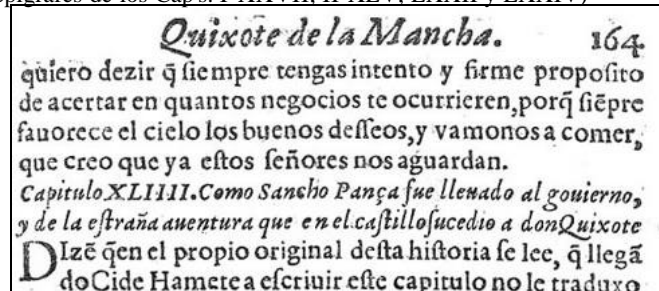 Quixote de la Mancha. 164.
quiero dezir q̃ ſiempre tengas intento y firme propoſito
de acertar en quantos negocios te ocurrieren, porq̃ ſiẽpre
fauorece el cielo los buenos deſſeos, y vamonos a comer,
que creo que ya eſtos ſeñores nos aguardan.
Capitulo XLIIII. Como Sancho Pança fue lleuado al gouierno,
y de la eſtraña auentura que en el caſtillo ſucedio a don Quixote
DIzẽ q̃ en el propio original deſta hiſtoria ſe lee, q̃ llegã
do Cide Hamete a eſcriuir eſte capitulo no le traduxo